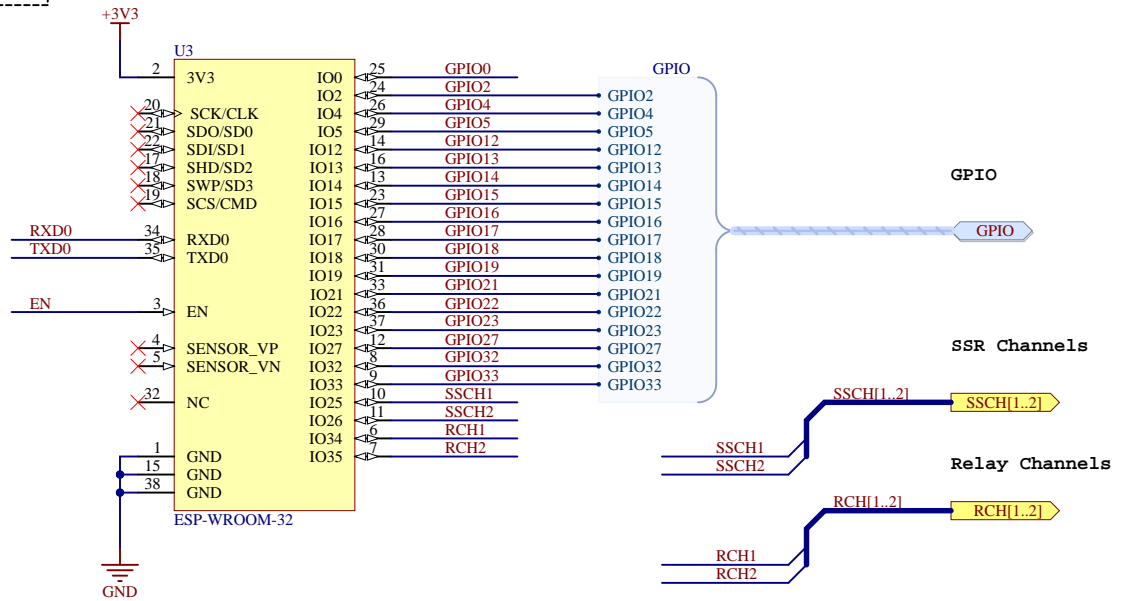 +3V3
U3
2 3V3 IO0 25 GPIO0 GPIO
IO2 24 GPIO2 GPIO2
20 SCK/CLK IO4 26 GPIO4 GPIO4
21 SDO/SD0 IO5 29 GPIO5 GPIO5
22 SDI/SD1 IO12 14 GPIO12 GPIO12
17 SHD/SD2 IO13 16 GPIO13 GPIO13
18 SWP/SD3 IO14 13 GPIO14 GPIO14
19 SCS/CMD IO15 23 GPIO15 GPIO15
IO16 27 GPIO16 GPIO16
RXD0 34 RXD0 IO17 28 GPIO17 GPIO17
TXD0 35 TXD0 IO18 30 GPIO18 GPIO18
IO19 31 GPIO19 GPIO19
IO21 33 GPIO21 GPIO21
EN 3 EN IO22 36 GPIO22 GPIO22
IO23 37 GPIO23 GPIO23
4 SENSOR_VP IO27 12 GPIO27 GPIO27
5 SENSOR_VN IO32 8 GPIO32 GPIO32
IO33 9 GPIO33 GPIO33
32 NC IO25 10 SSCH1
IO26 11 SSCH2
IO34 6 RCH1
1 GND IO35 7 RCH2
15 GND
38 GND
ESP-WROOM-32
GND
GPIO
GPIO
SSR Channels
SSCH[1..2] SSCH[1..2]
SSCH1
SSCH2
Relay Channels
RCH[1..2] RCH[1..2]
RCH1
RCH2